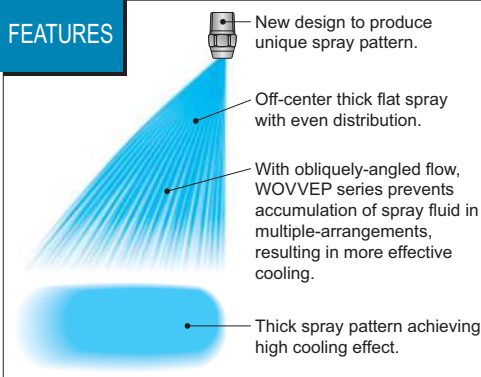 FEATURES
New design to produce
unique spray pattern.
Off-center thick flat spray
with even distribution.
With obliquely-angled flow,
WOVVEP series prevents
accumulation of spray fluid in
multiple-arrangements,
resulting in more effective
cooling.
Thick spray pattern achieving
high cooling effect.